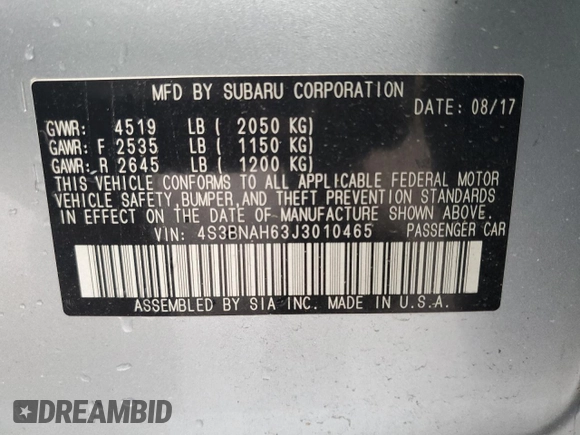 MFD BY SUBARU CORPORATION
DATE: 08/17
GVWR: 4519 LB ( 2050 KG)
GAWR: F 2535 LB ( 1150 KG)
GAWR: R 2645 LB ( 1200 KG)
THIS VEHICLE CONFORMS TO ALL APPLICABLE FEDERAL MOTOR
VEHICLE SAFETY, BUMPER, AND THEFT PREVENTION STANDARDS
IN EFFECT ON THE DATE OF MANUFACTURE SHOWN ABOVE.
VIN: 4S3BNAH63J3010465 PASSENGER CAR
ASSEMBLED BY SIA INC. MADE IN U.S.A.
DREAMBID